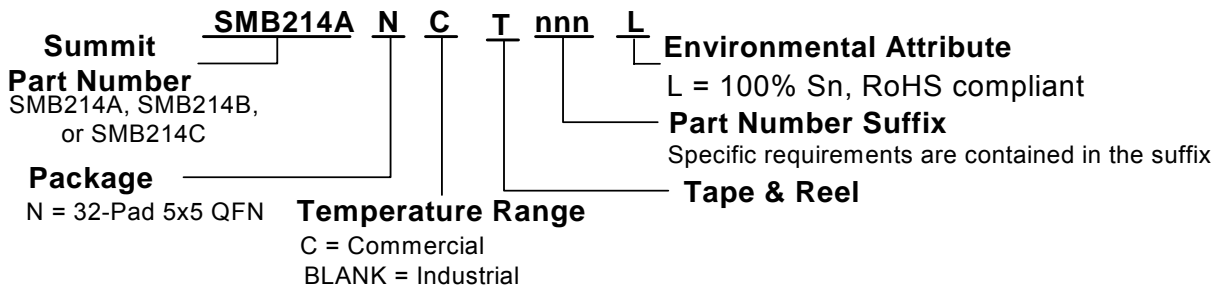 SMB214A N C T nnn L
Summit
Part Number
SMB214A, SMB214B,
or SMB214C
Package
N = 32-Pad 5x5 QFN
Temperature Range
C = Commercial
BLANK = Industrial
Environmental Attribute
L = 100% Sn, RoHS compliant
Part Number Suffix
Specific requirements are contained in the suffix
Tape & Reel